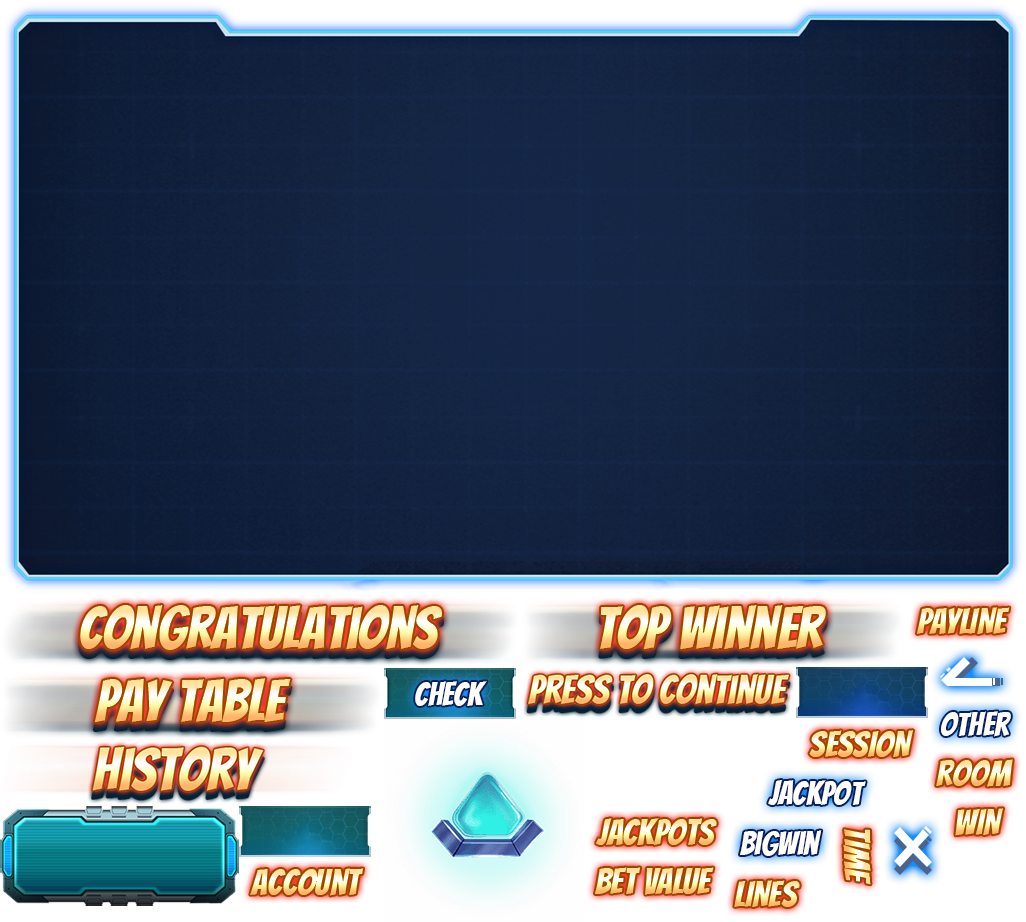 CONGRATULATIONS
TOP WINNER
PAYLINE
PAY TABLE
CHECK
PRESS TO CONTINUE
OTHER
HISTORY
SESSION
ROOM
JACKPOT
WIN
JACKPOTS
BIGWIN
TIME
ACCOUNT
BET VALUE
LINES